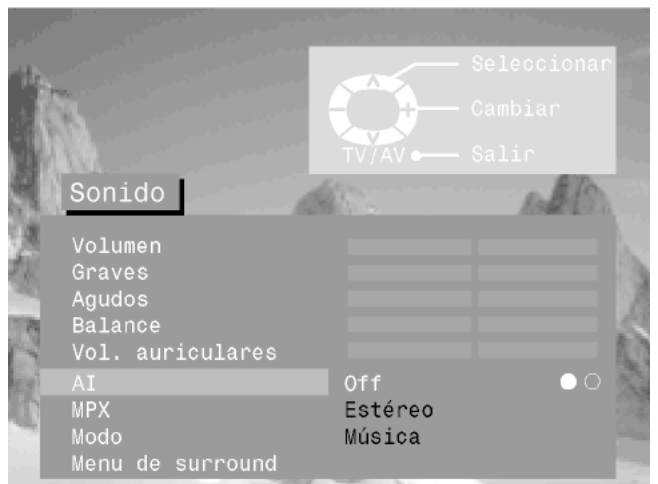 Seleccionar
Cambiar
TV/AV Salir
Sonido
Volumen
Graves
Agudos
Balance
Vol. auriculares
AI Off
MPX Estéreo
Modo Música
Menu de surround